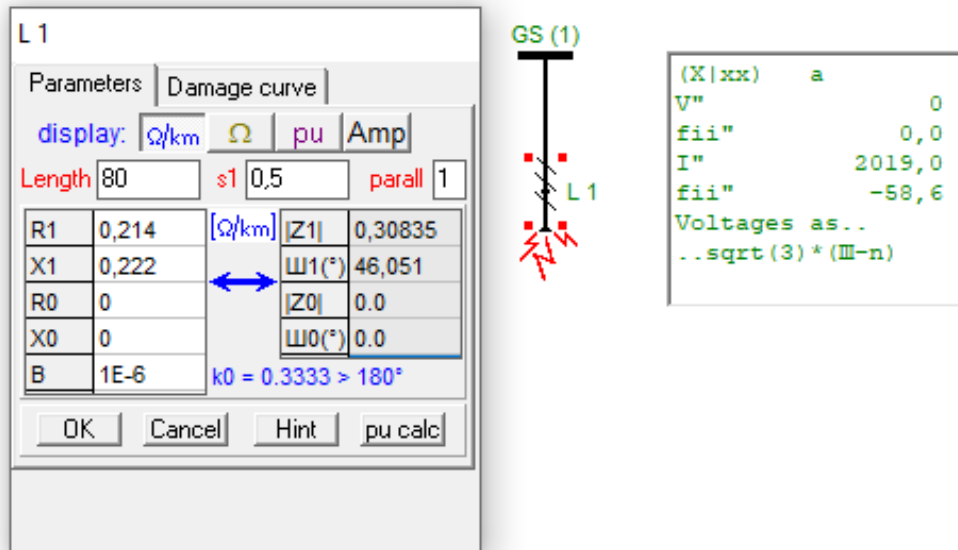 L 1
Parameters Damage curve
display: Ω/km Ω pu Amp
Length 80 s1 0,5 parall 1
R1 0,214 [Ω/km] |Z1| 0,30835
X1 0,222 Ш1(°) 46,051
R0 0 |Z0| 0.0
X0 0 Ш0(°) 0.0
B 1E-6 k0 = 0.3333 > 180°
OK Cancel Hint pu calc
GS (1)
L 1
(X|xx) a
V" 0
fii" 0,0
I" 2019,0
fii" -58,6
Voltages as..
..sqrt(3)*(Ш-n)